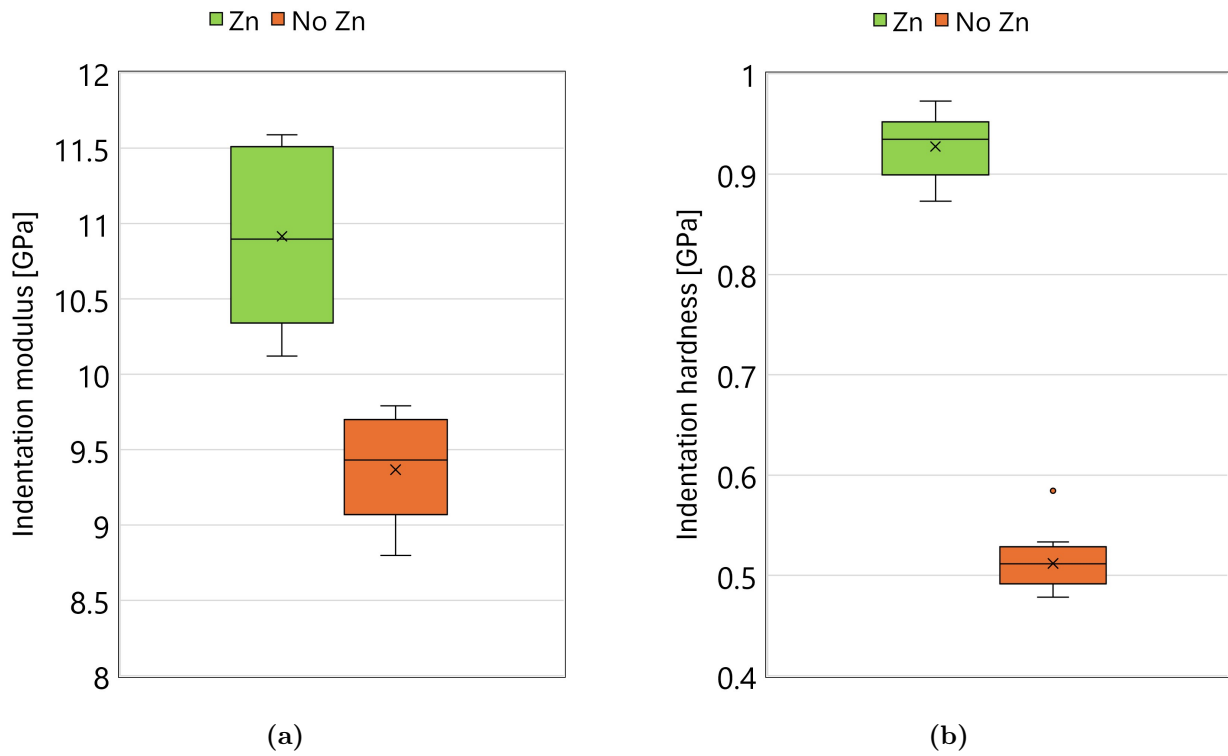 Zn No Zn
Indentation modulus [GPa]
12
11.5
11
10.5
10
9.5
9
8.5
8
(a)
Zn No Zn
Indentation hardness [GPa]
1
0.9
0.8
0.7
0.6
0.5
0.4
(b)